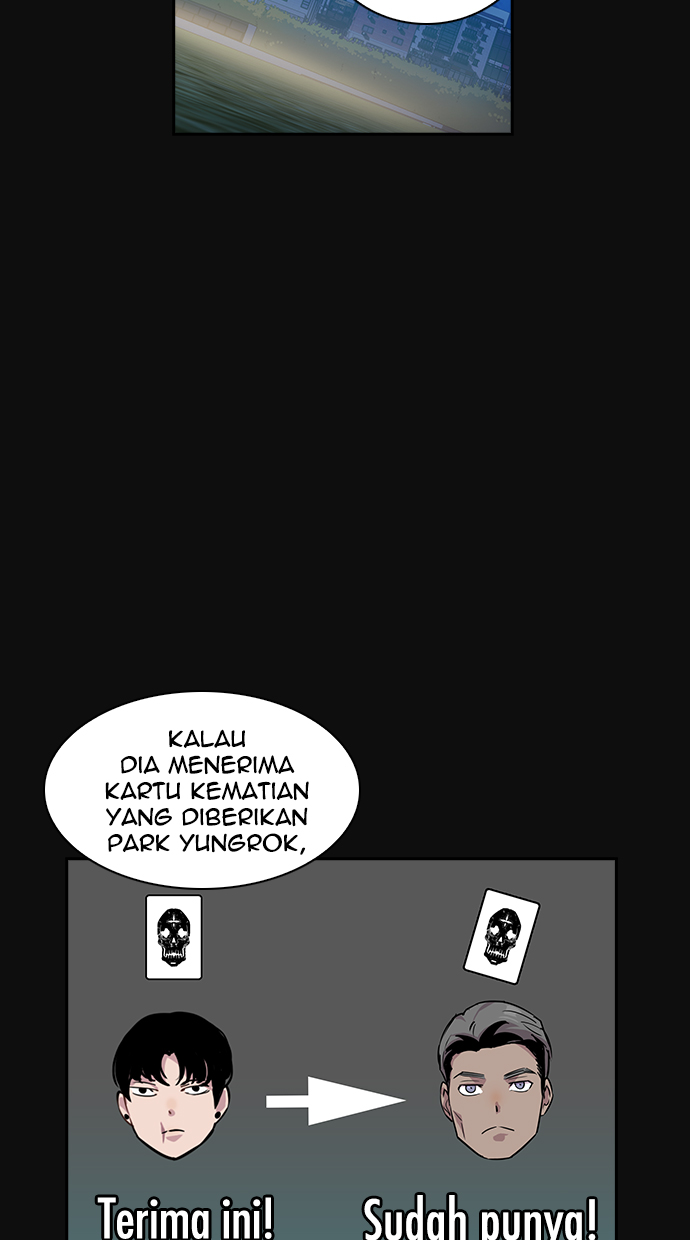 KALAU
DIA MENERIMA
KARTU KEMATIAN
YANG DIBERIKAN
PARK YUNGROK,
Terima ini!
Sudah punya!